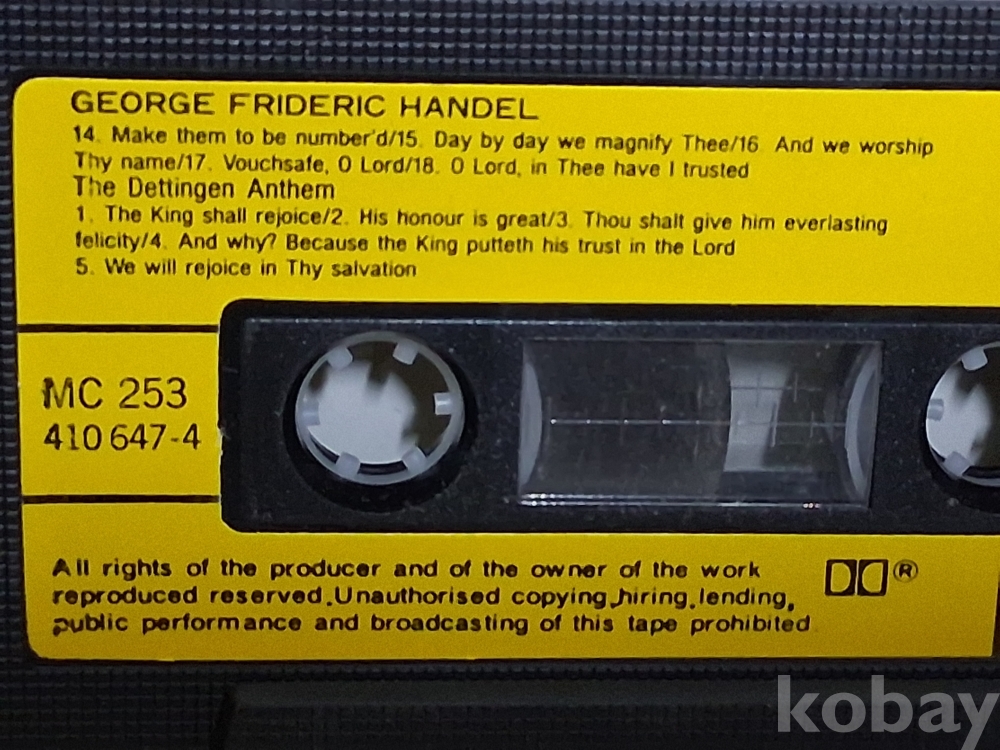 GEORGE FRIDERIC HANDEL
14. Make them to be number'd/15. Day by day we magnify Thee/16. And we worship
Thy name/17. Vouchsafe, O Lord/18. O Lord, in Thee have I trusted
The Dettingen Anthem
1. The King shall rejoice/2. His honour is great/3. Thou shalt give him everlasting
felicity/4. And why? Because the King putteth his trust in the Lord
5. We will rejoice in Thy salvation
MC 253
410 647-4
All rights of the producer and of the owner of the work
reproduced reserved.Unauthorised copying,hiring,lending,
public performance and broadcasting of this tape prohibited
®
kobay